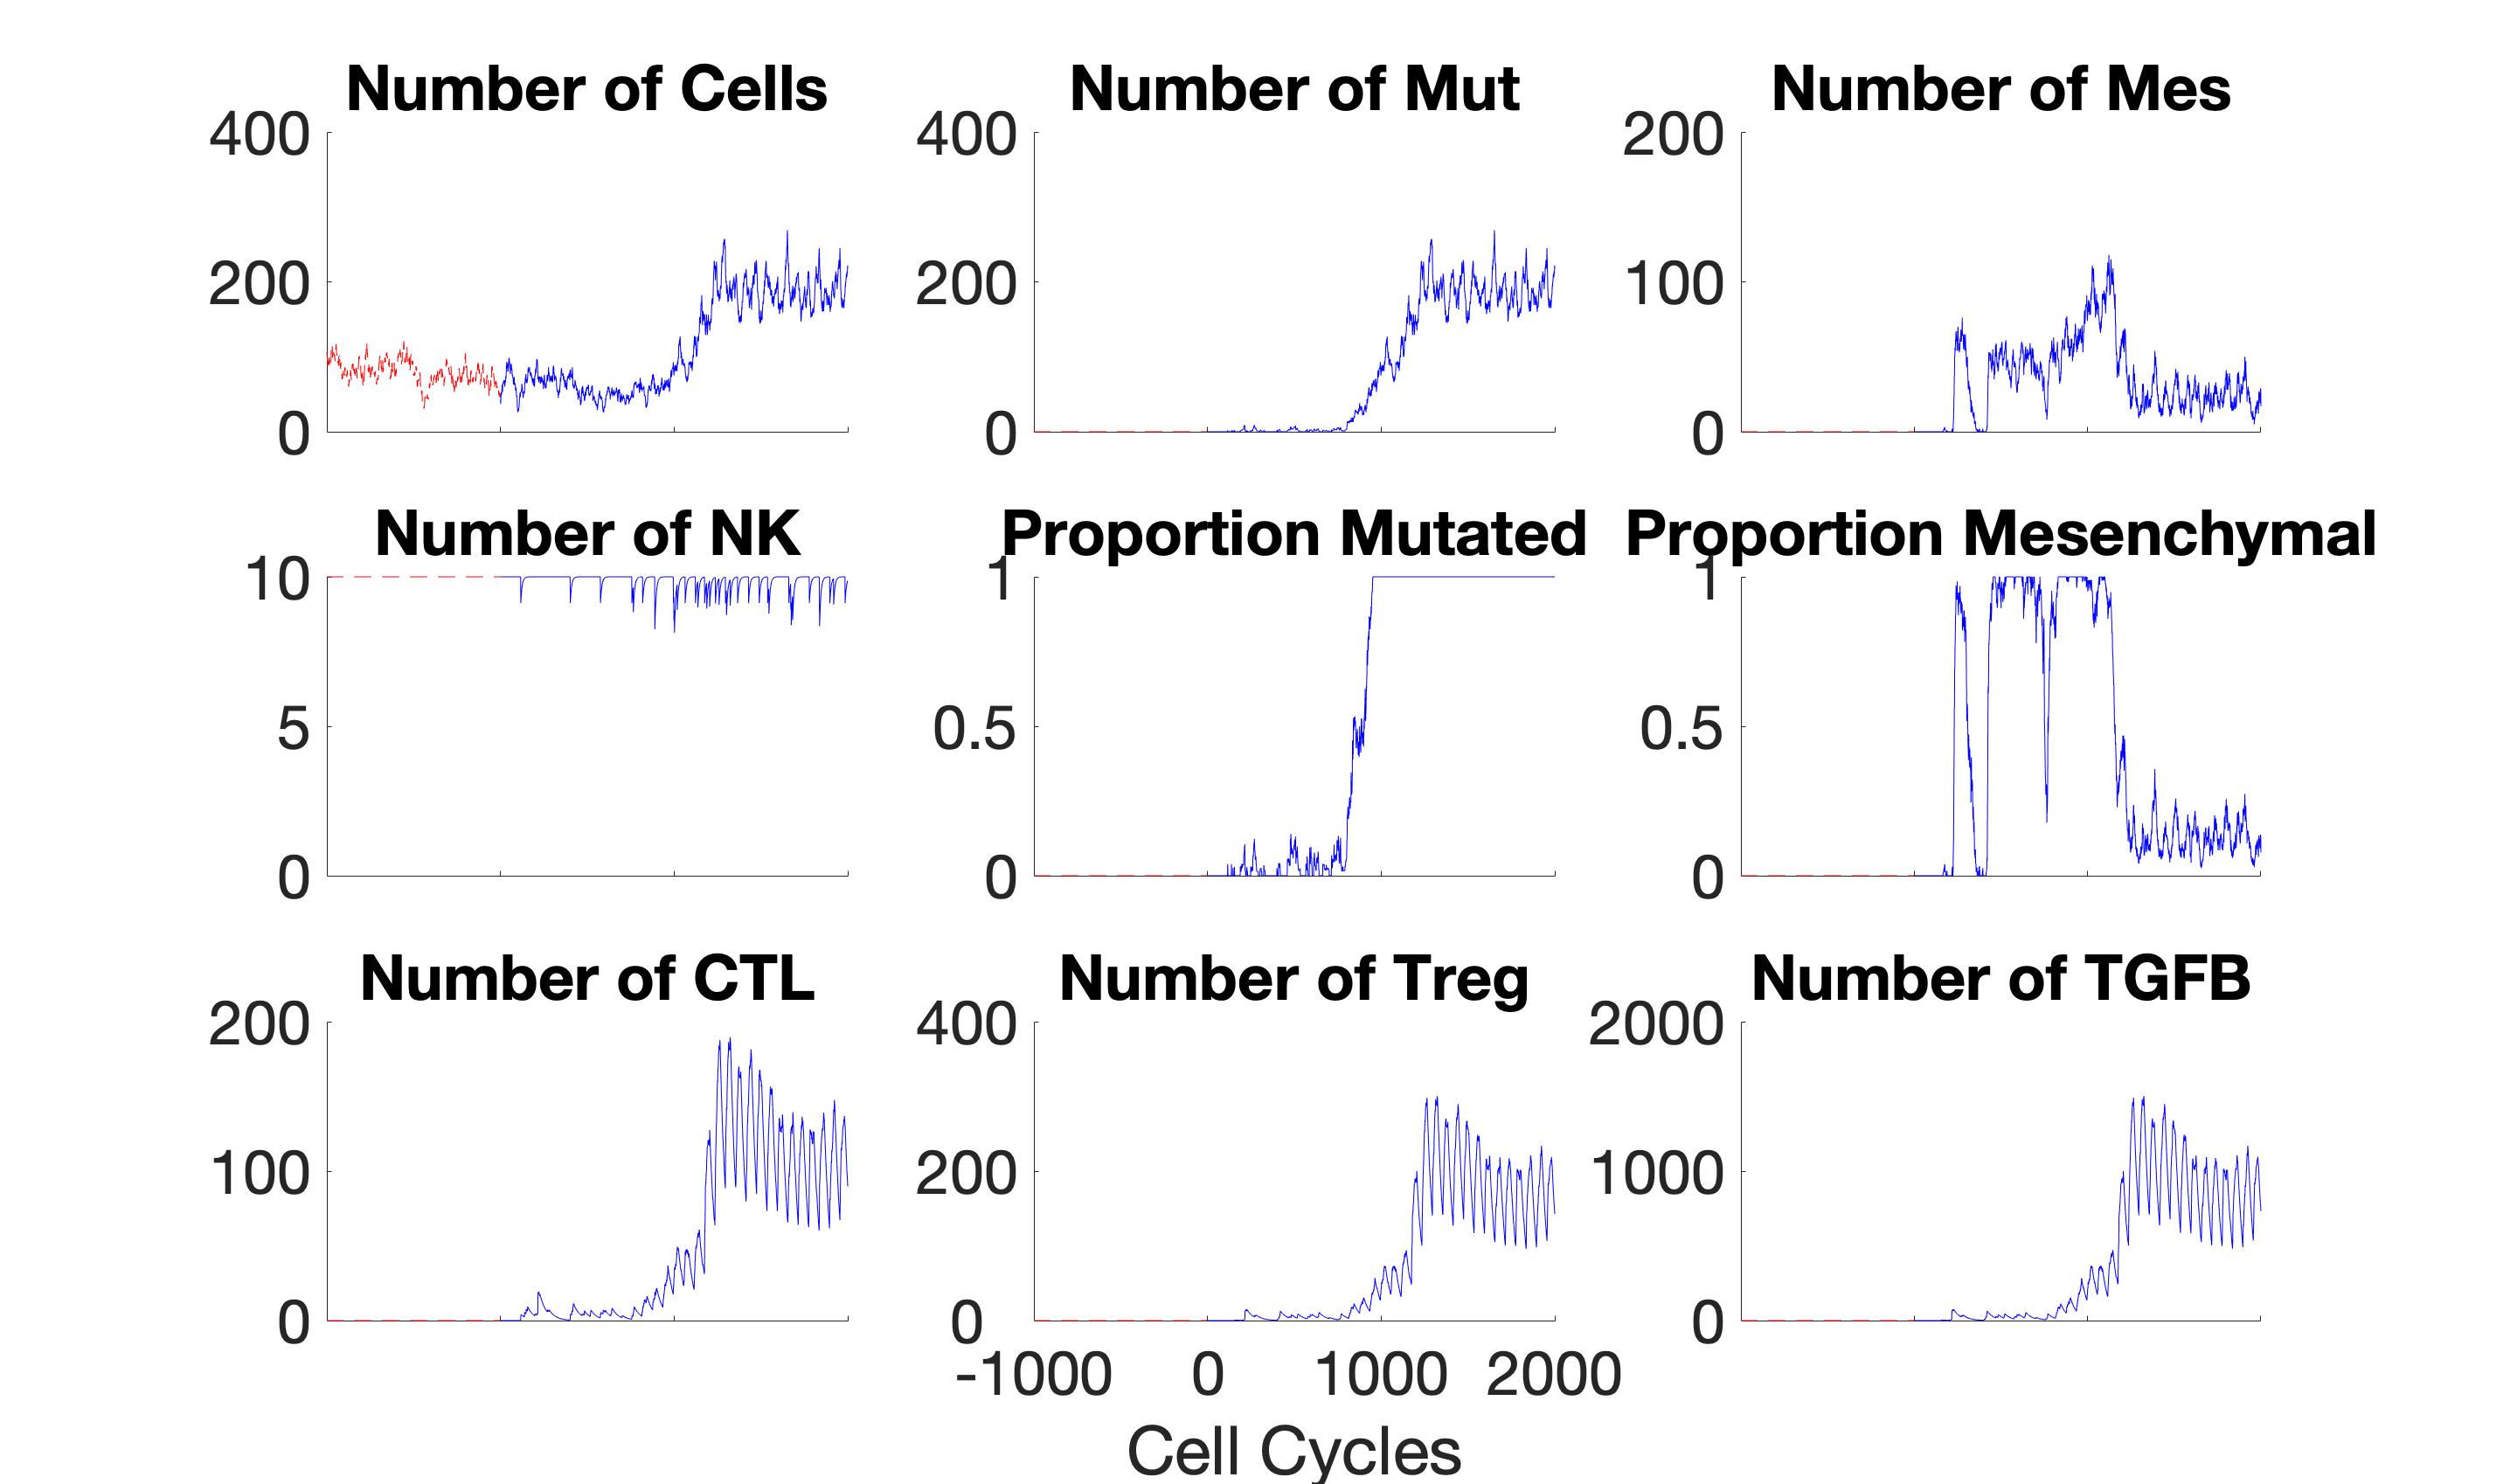 Number of Cells Number of Mut Number of Mes
400 400 200
200 200 100
0 0 0
Number of NK Proportion Mutated Proportion Mesenchymal
10 1 1
5 0.5 0.5
0 0 0
Number of CTL Number of Treg Number of TGFB
200 400 2000
100 200 1000
0 0 0
-1000 0 1000 2000
Cell Cycles